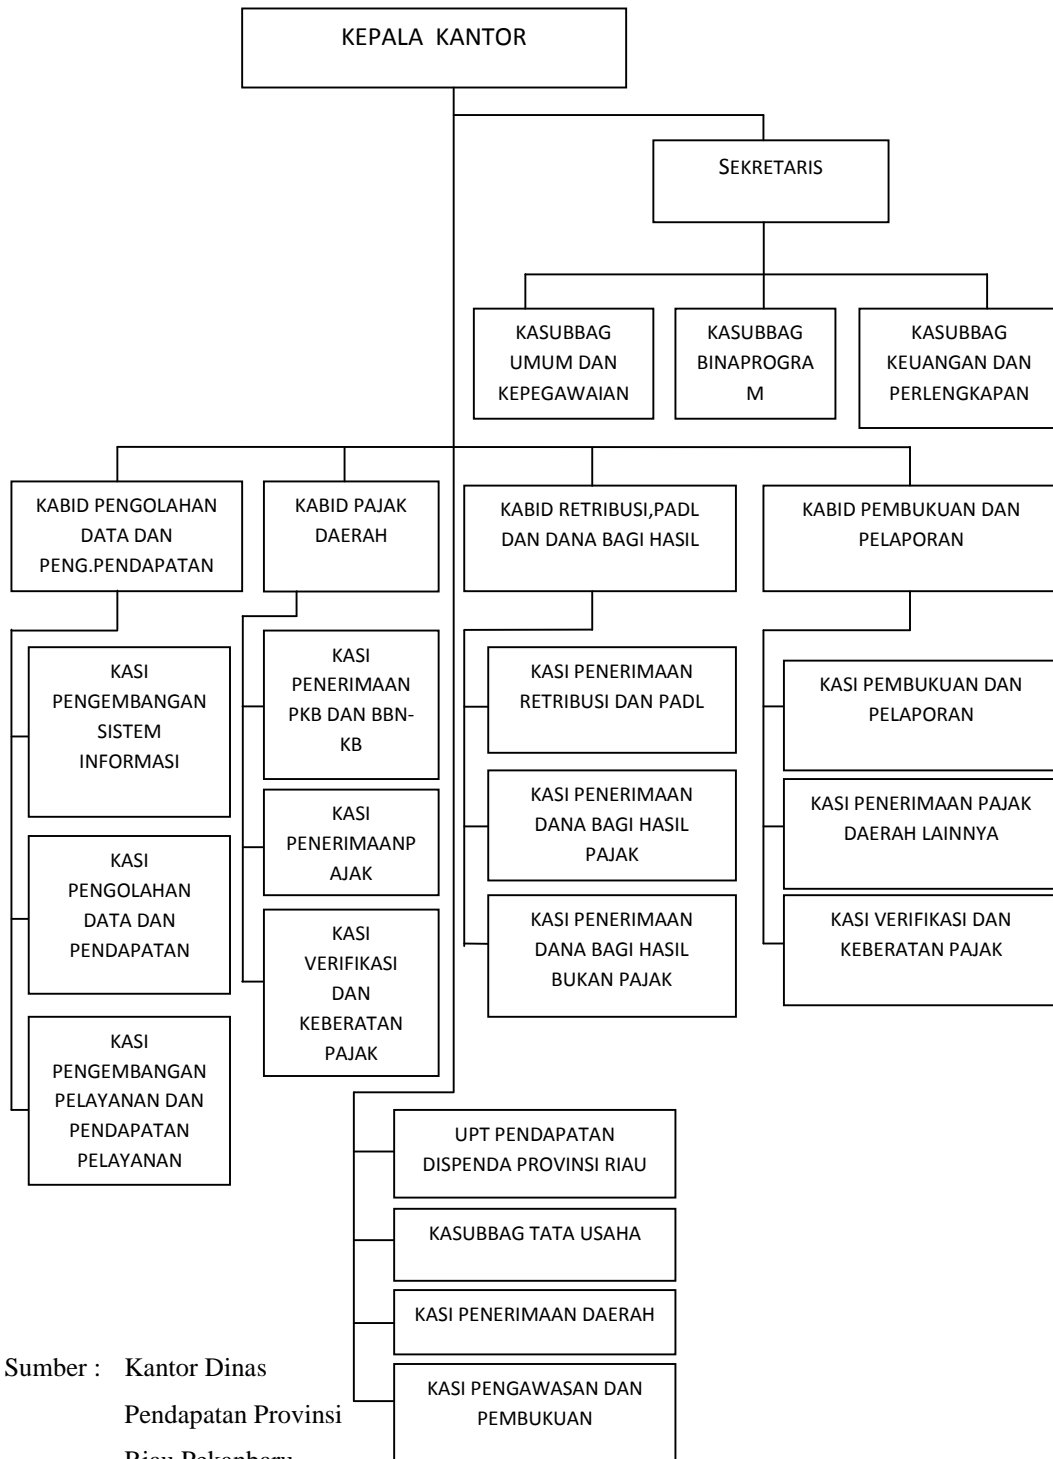 KEPALA KANTOR
SEKRETARIS
KASUBBAG
UMUM DAN
KEPEGAWAIAN
KASUBBAG
BINAPROGRA
M
KASUBBAG
KEUANGAN DAN
PERLENGKAPAN
KABID PENGOLAHAN
DATA DAN
PENG.PENDAPATAN
KABID PAJAK
DAERAH
KABID RETRIBUSI,PADL
DAN DANA BAGI HASIL
KABID PEMBUKUAN DAN
PELAPORAN
KASI
PENGEMBANGAN
SISTEM
INFORMASI
KASI
PENGOLAHAN
DATA DAN
PENDAPATAN
KASI
PENGEMBANGAN
PELAYANAN DAN
PENDAPATAN
PELAYANAN
KASI
PENERIMAAN
PKB DAN BBN-
KB
KASI
PENERIMAANP
AJAK
KASI
VERIFIKASI
DAN
KEBERATAN
PAJAK
KASI PENERIMAAN
RETRIBUSI DAN PADL
KASI PENERIMAAN
DANA BAGI HASIL
PAJAK
KASI PENERIMAAN
DANA BAGI HASIL
BUKAN PAJAK
KASI PEMBUKUAN DAN
PELAPORAN
KASI PENERIMAAN PAJAK
DAERAH LAINNYA
KASI VERIFIKASI DAN
KEBERATAN PAJAK
UPT PENDAPATAN
DISPENDA PROVINSI RIAU
KASUBBAG TATA USAHA
KASI PENERIMAAN DAERAH
KASI PENGAWASAN DAN
PEMBUKUAN
Sumber : Kantor Dinas
Pendapatan Provinsi
Riau Pekanbaru